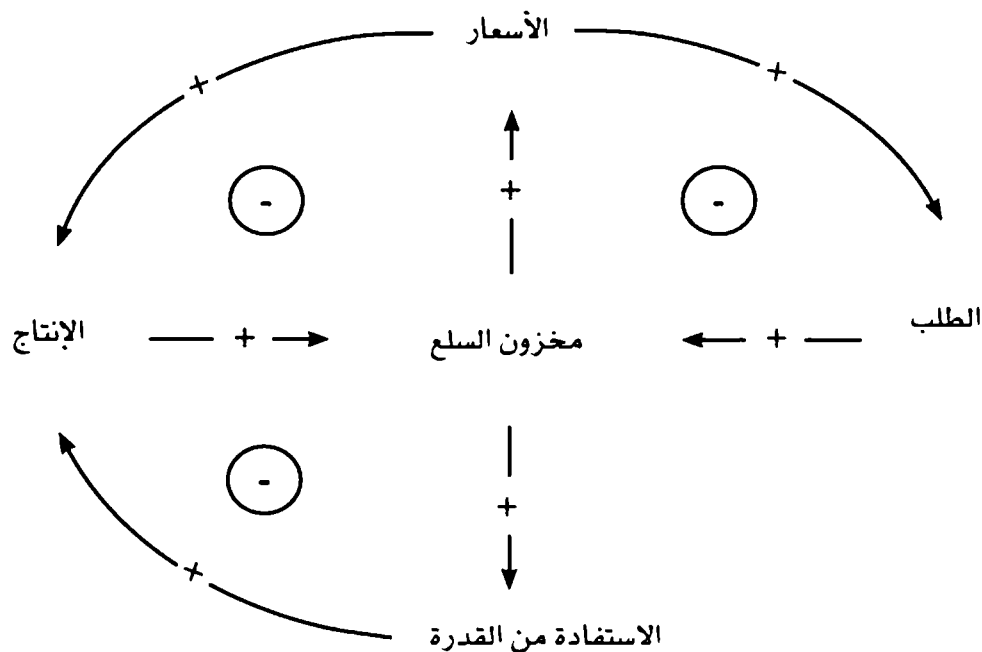 الأسعار
+
+
-
+
-
الطلب
الإنتاج
+
مخزون السلع
+
-
+
+
الاستفادة من القدرة